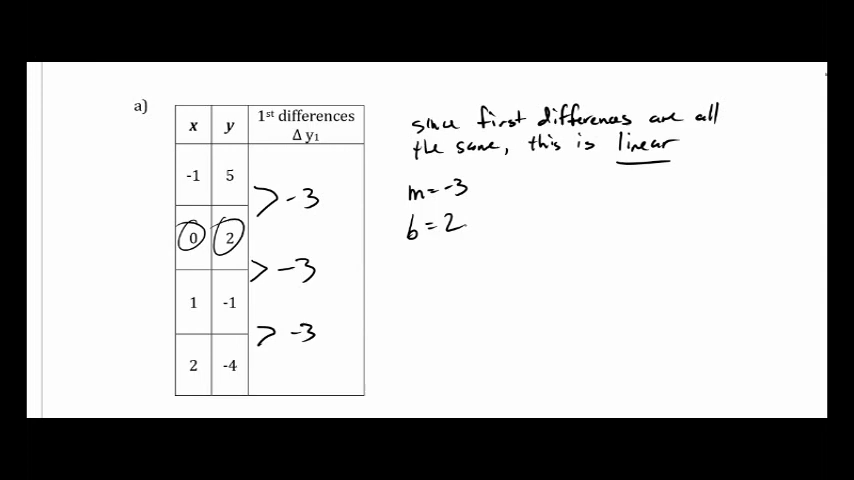 a)
x y 1st differences
Δ y1
-1 5
> -3
0 2
> -3
1 -1
> -3
2 -4
since first differences are all
the same, this is linear
m = -3
b = 2